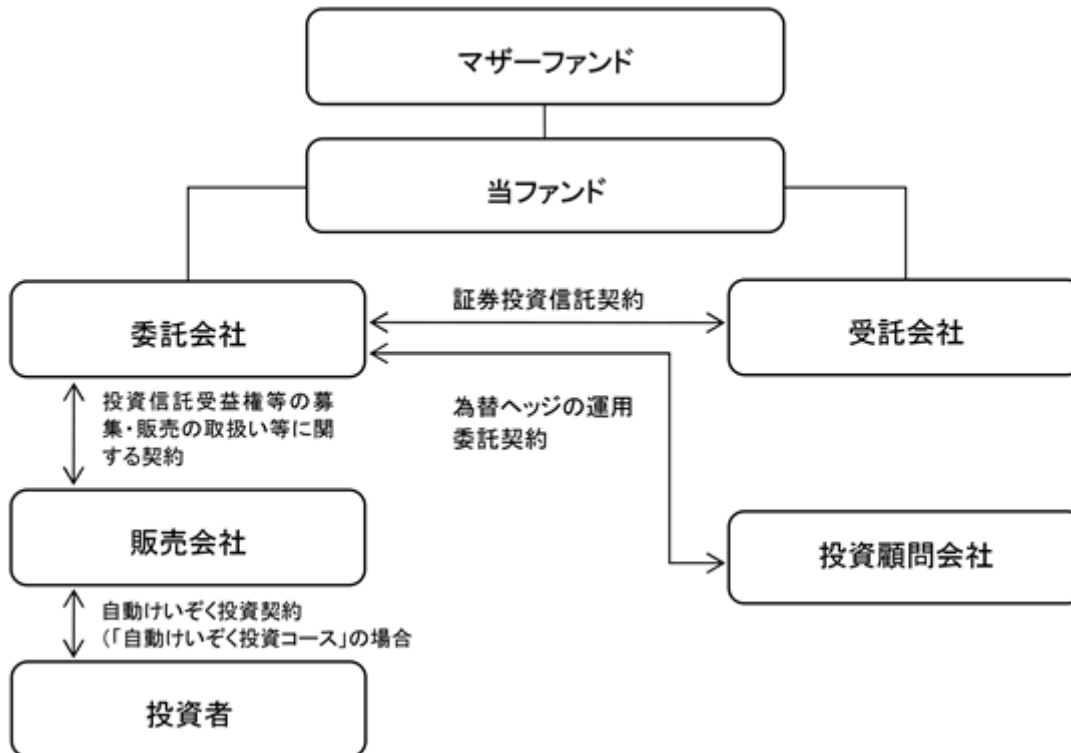 マザーファンド
当ファンド
委託会社
証券投資信託契約
受託会社
投資信託受益権等の募
集・販売の取扱い等に関
する契約
為替ヘッジの運用
委託契約
販売会社
投資顧問会社
自動けいぞく投資契約
(「自動けいぞく投資コース」の場合
投資者